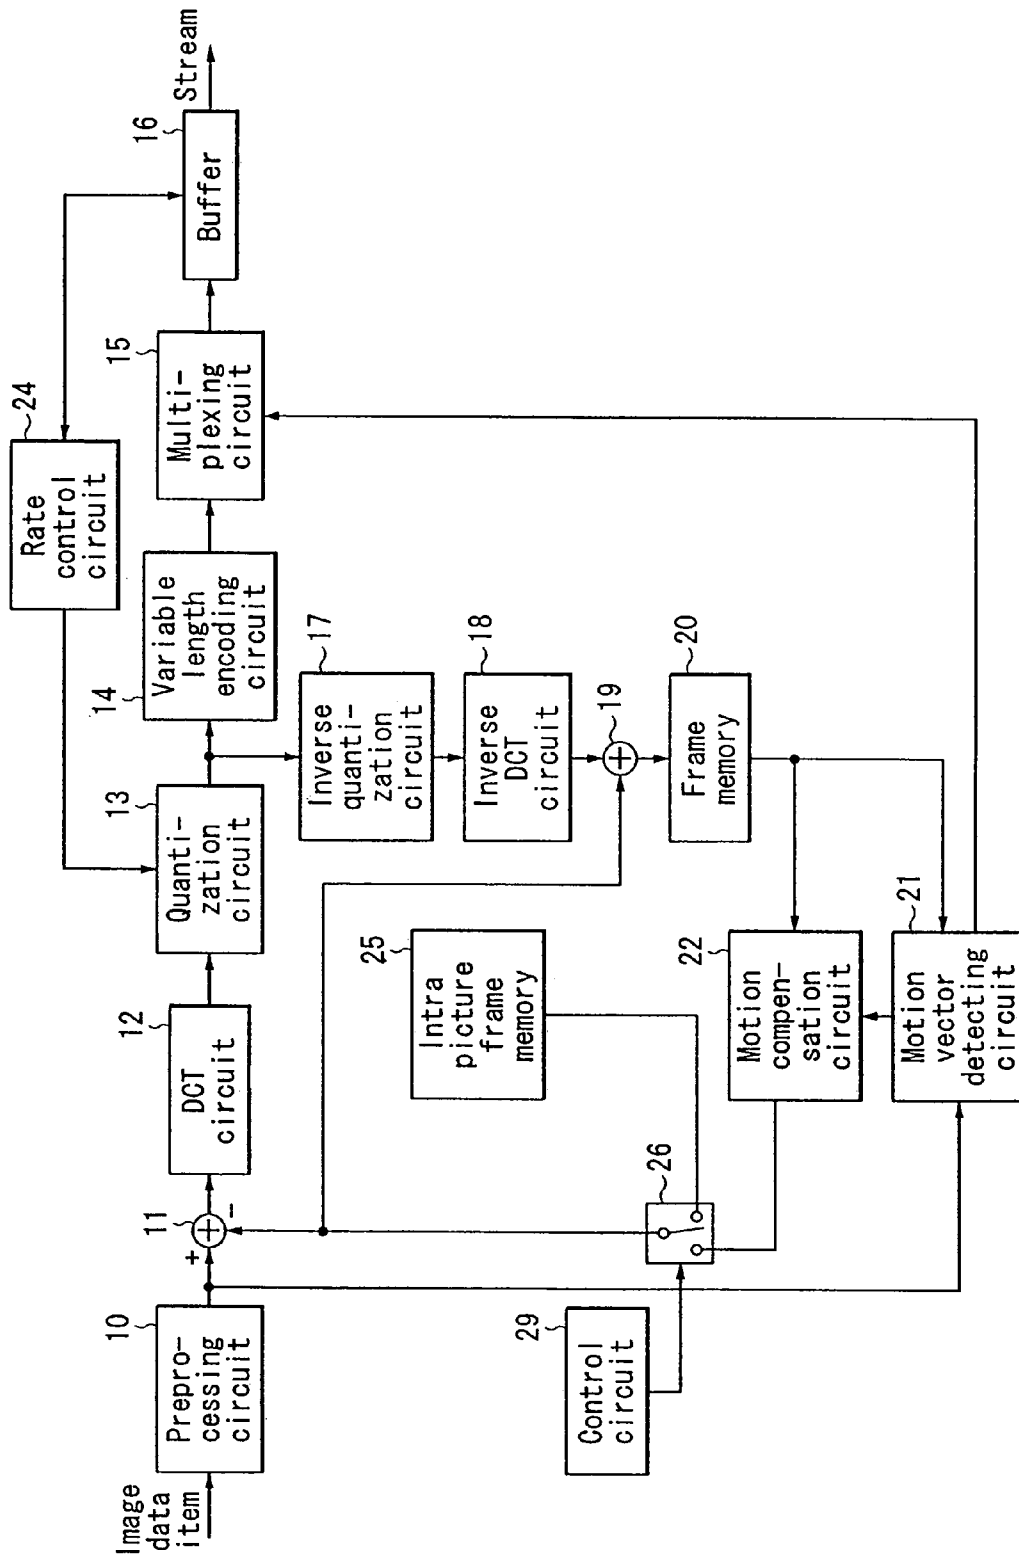 Image
data
item
10
Prepro-
cessing
circuit
11
+
-
12
DCT
circuit
13
Quanti-
zation
circuit
14
Variable
length
encoding
circuit
15
Multi-
plexing
circuit
16
Buffer
Stream
24
Rate
control
circuit
17
Inverse
quanti-
zation
circuit
18
Inverse
DCT
circuit
19
20
Frame
memory
25
Intra
picture
frame
memory
26
29
Control
circuit
22
Motion
compen-
sation
circuit
21
Motion
vector
detecting
circuit